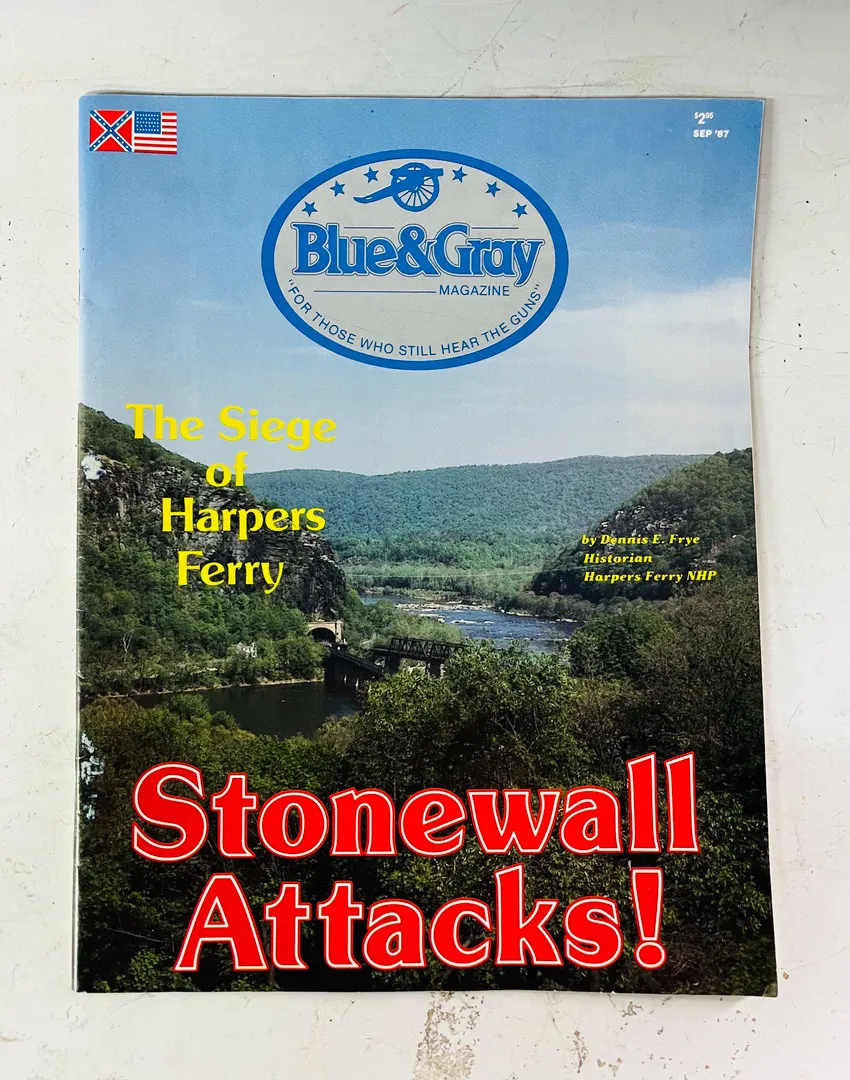 $2.95
SEP '87
Blue&Gray
MAGAZINE
"FOR THOSE WHO STILL HEAR THE GUNS"
The Siege
of
Harpers
Ferry
by Dennis E. Frye
Historian
Harpers Ferry NHP
Stonewall
Attacks!